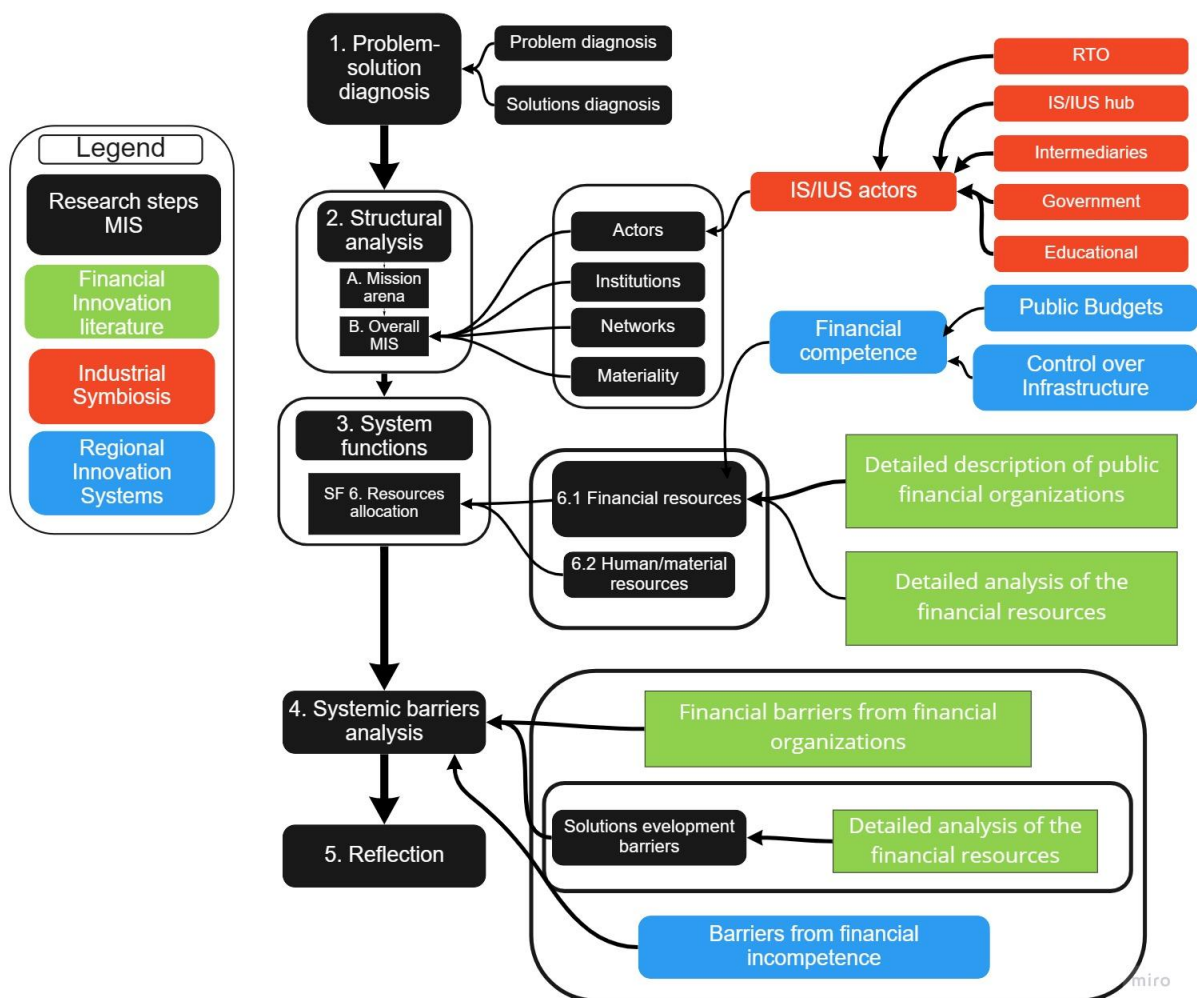 1. Problem-
solution
diagnosis
Problem diagnosis
Solutions diagnosis
RTO
IS/IUS hub
Intermediaries
Government
Educational
IS/IUS actors
Legend
Research steps
MIS
Financial
Innovation
literature
Industrial
Symbiosis
Regional
Innovation
Systems
2. Structural
analysis
A. Mission
arena
B. Overall
MIS
Actors
Institutions
Networks
Materiality
Financial
competence
Public Budgets
Control over
Infrastructure
3. System
functions
SF 6. Resources
allocation
6.1 Financial resources
6.2 Human/material
resources
Detailed description of public
financial organizations
Detailed analysis of the
financial resources
4. Systemic barriers
analysis
Financial barriers from financial
organizations
Solutions evelopment
barriers
Detailed analysis of the
financial resources
5. Reflection
Barriers from financial
incompetence
miro